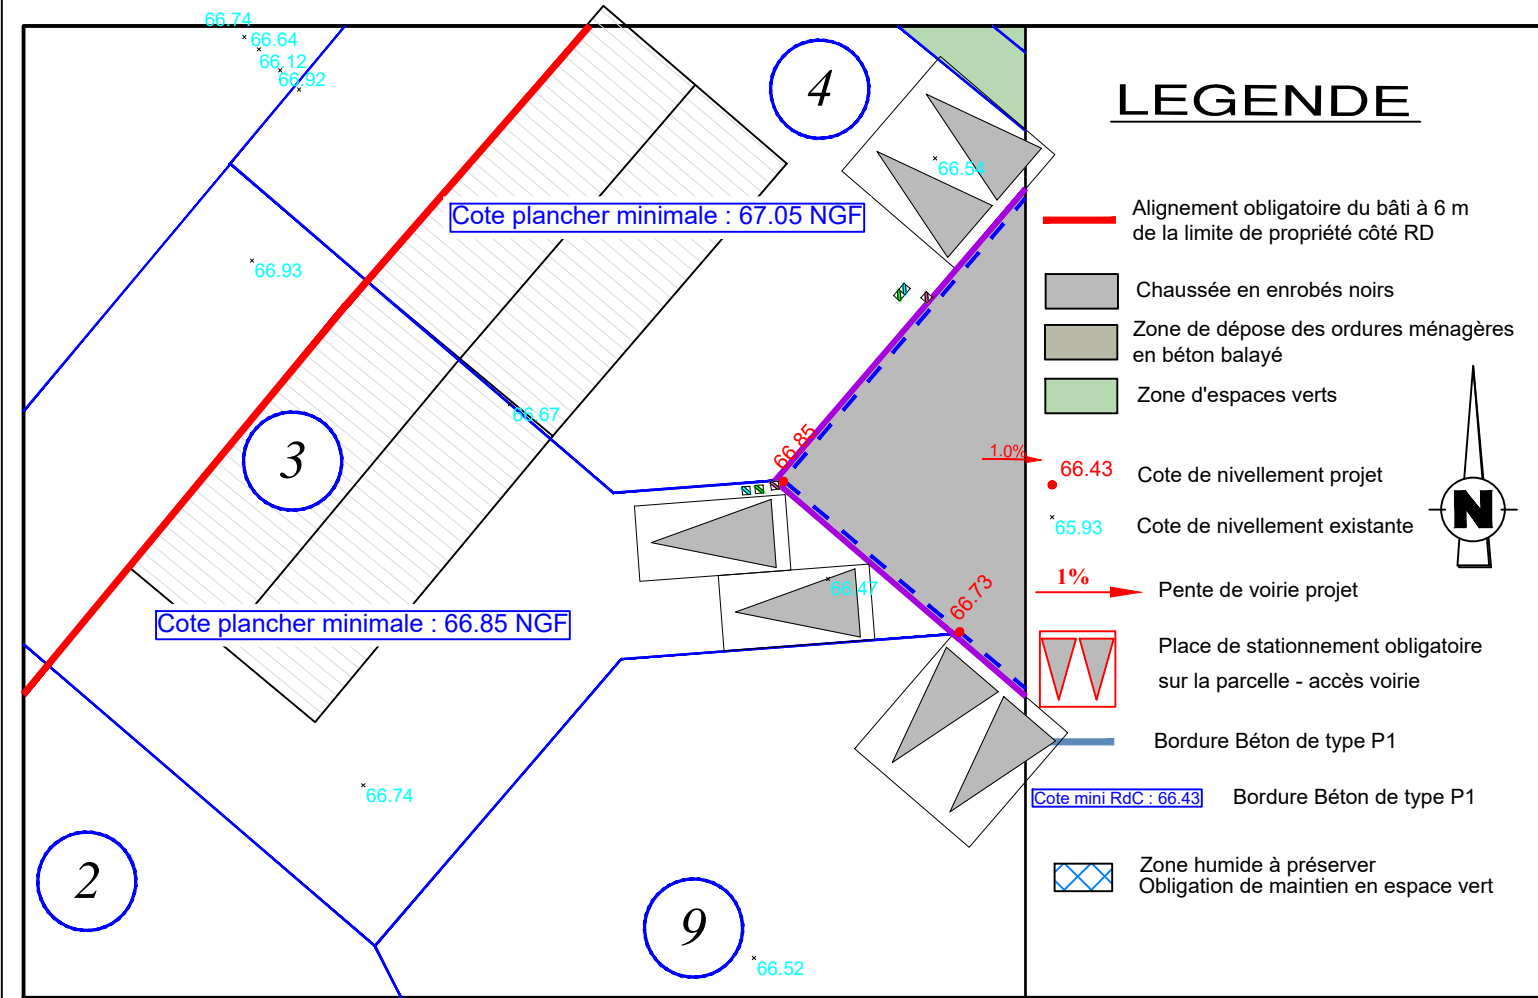 66.74
66.64
66.12
66.92
4
66.54
Cote plancher minimale : 67.05 NGF
66.93
66.67
3
66.85
1.0%
66.47
66.73
Cote plancher minimale : 66.85 NGF
66.74
2
9
66.52
LEGENDE
Alignement obligatoire du bâti à 6 m
de la limite de propriété côté RD
Chaussée en enrobés noirs
Zone de dépose des ordures ménagères
en béton balayé
Zone d'espaces verts
66.43
Cote de nivellement projet
65.93
Cote de nivellement existante
N
1%
Pente de voirie projet
Place de stationnement obligatoire
sur la parcelle - accès voirie
Bordure Béton de type P1
Cote mini RdC : 66.43
Bordure Béton de type P1
Zone humide à préserver
Obligation de maintien en espace vert